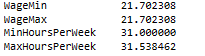 WageMin 21.702308
WageMax 21.702308
MinHoursPerWeek 31.000000
MaxHoursPerWeek 31.538462